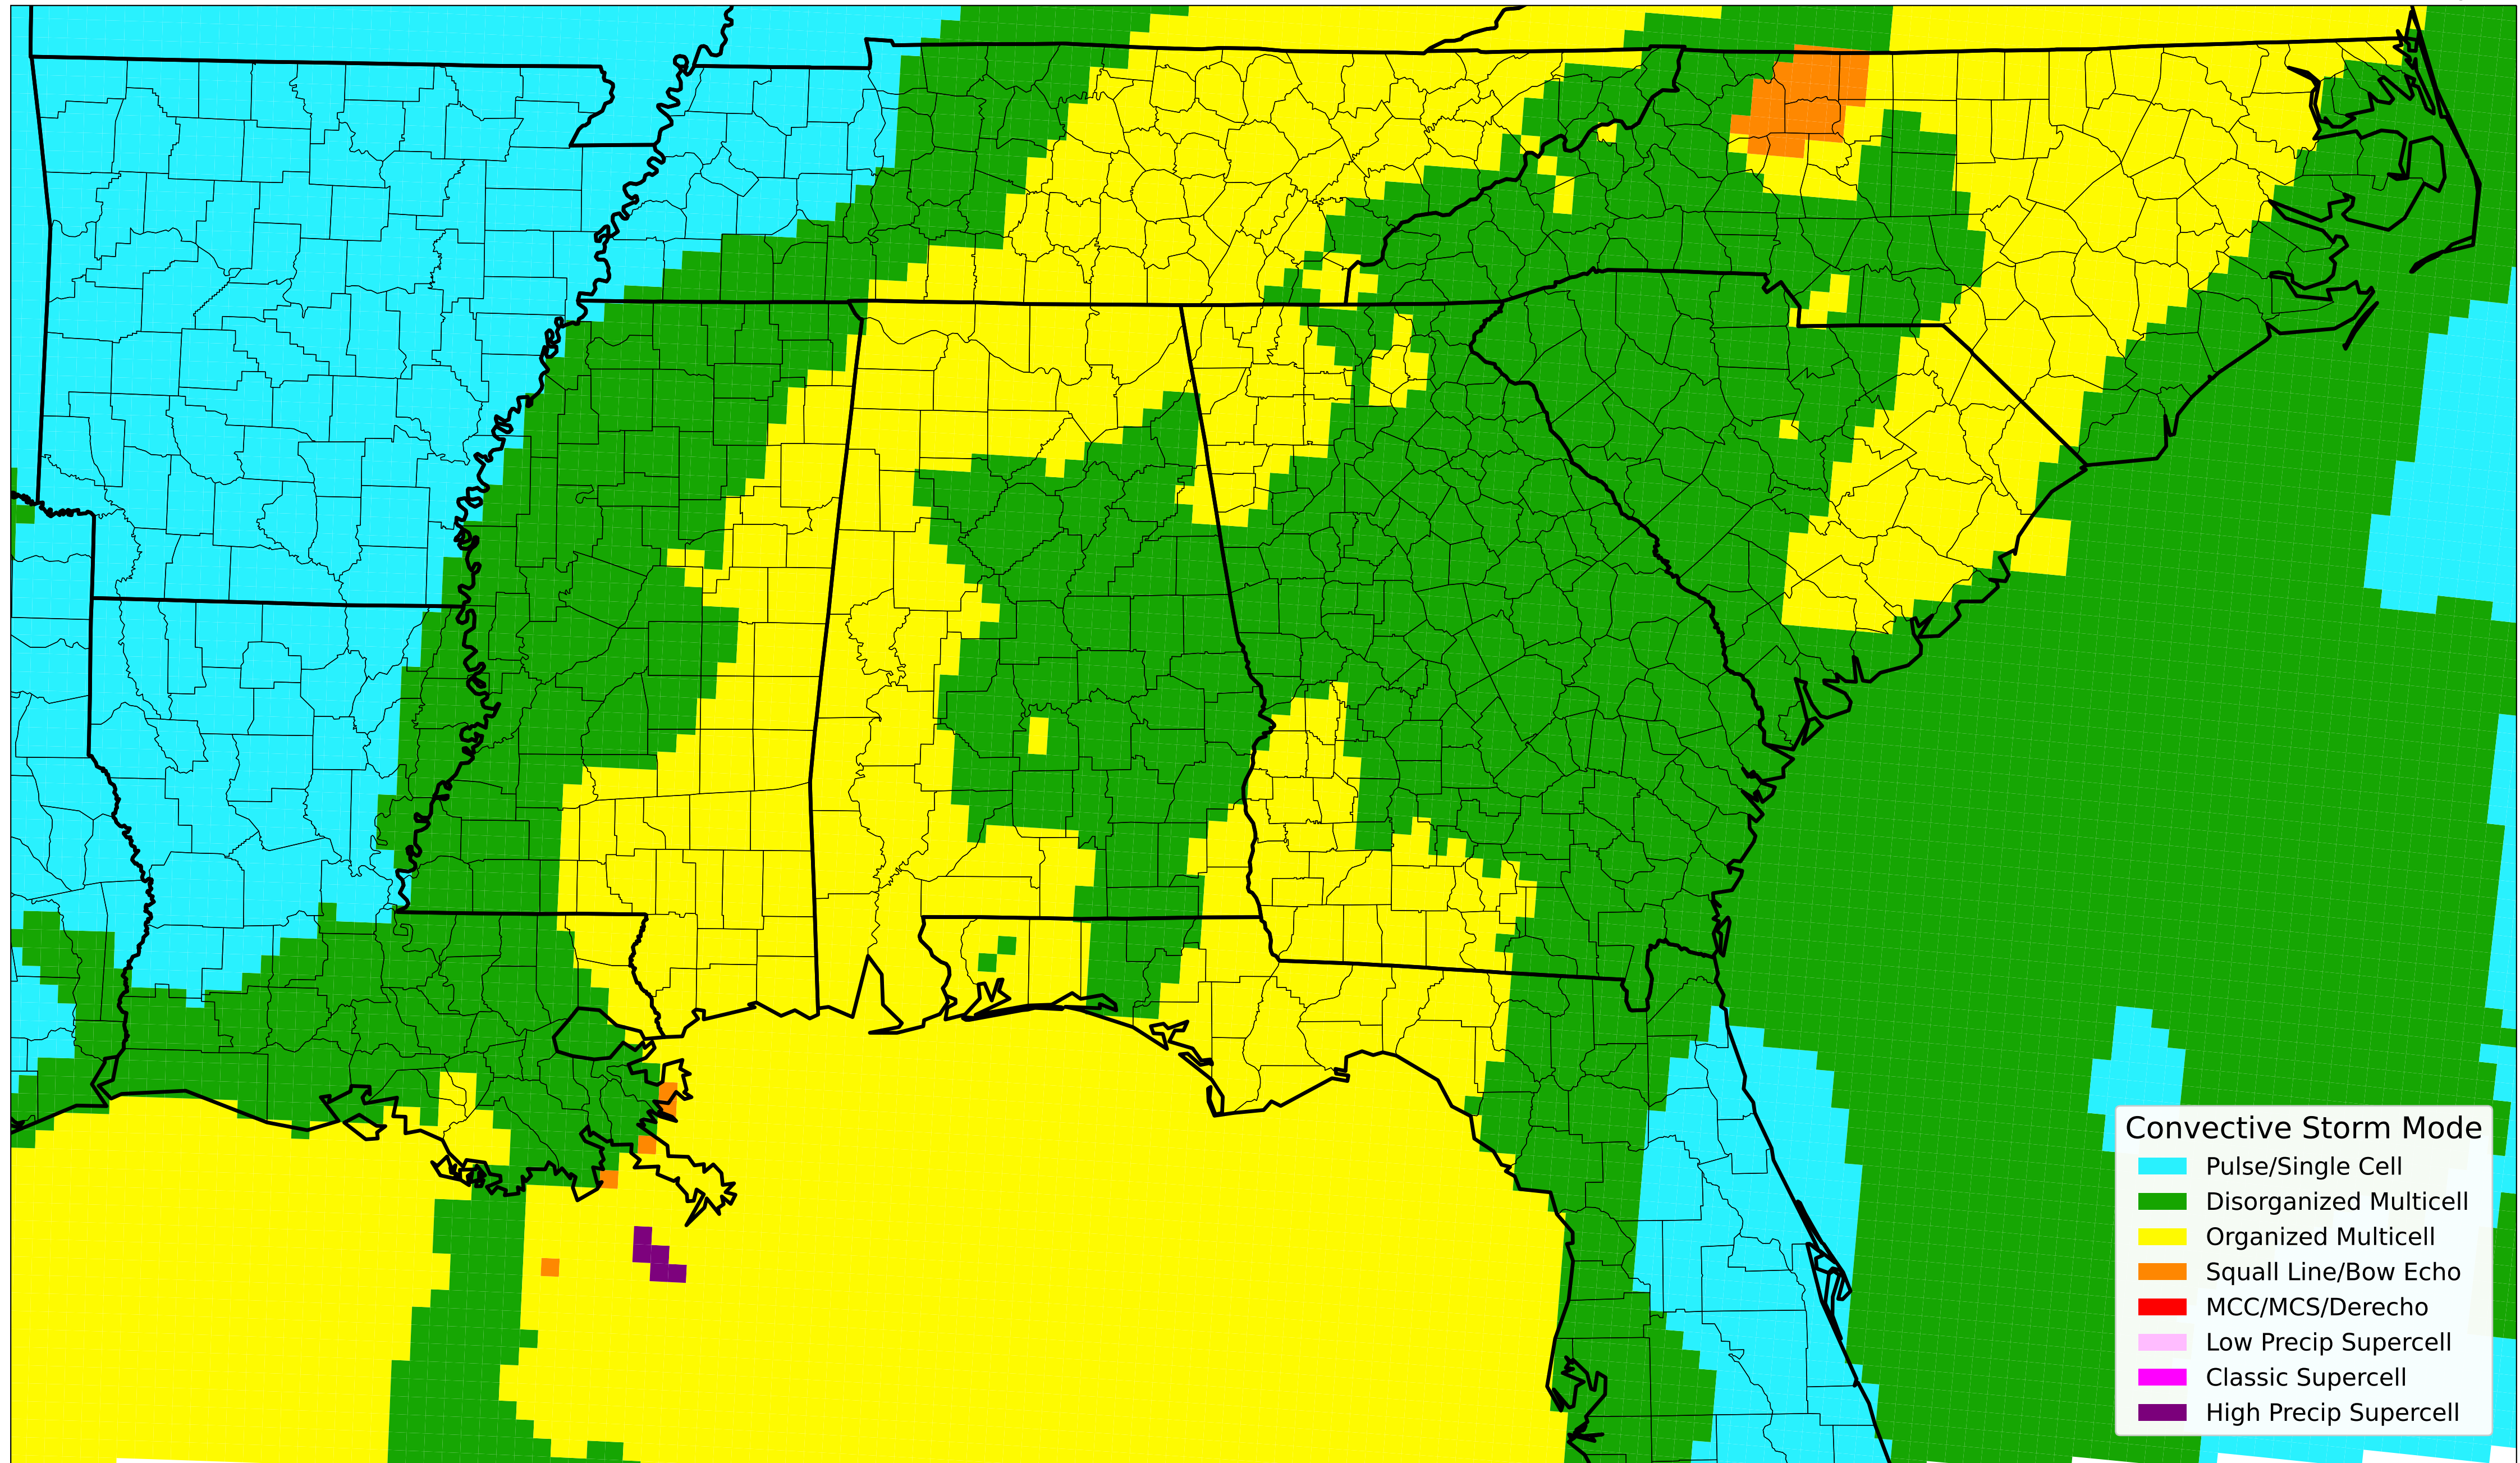 Convective Storm Mode
Pulse/Single Cell
Disorganized Multicell
Organized Multicell
Squall Line/Bow Echo
MCC/MCS/Derecho
Low Precip Supercell
Classic Supercell
High Precip Supercell